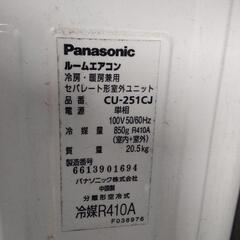 Panasonic
ルームエアコン
冷房・暖房兼用
セパレート形室外ユニット
品番 CU-251CJ
電源 単相
100V 50/60Hz
冷媒量 850g R410A
(室内+室外)
質量 20.5kg
製造番号
6613901694
パナソニック株式会社
中国製
分離形空冷式
冷媒R410A
F038976